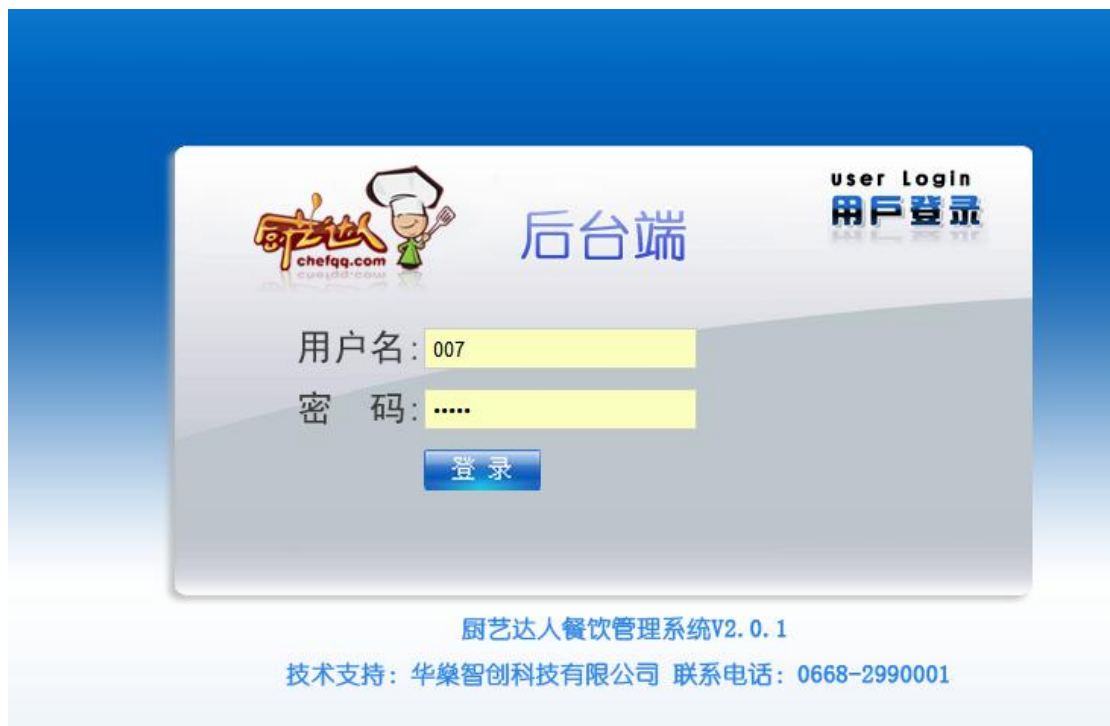 user Login
用戶登录
厨艺达人
chefqq.com
后台端
用户名:
007
密 码:
•••••
登 录
厨艺达人餐饮管理系统V2.0.1
技术支持: 华燊智创科技有限公司 联系电话: 0668-2990001